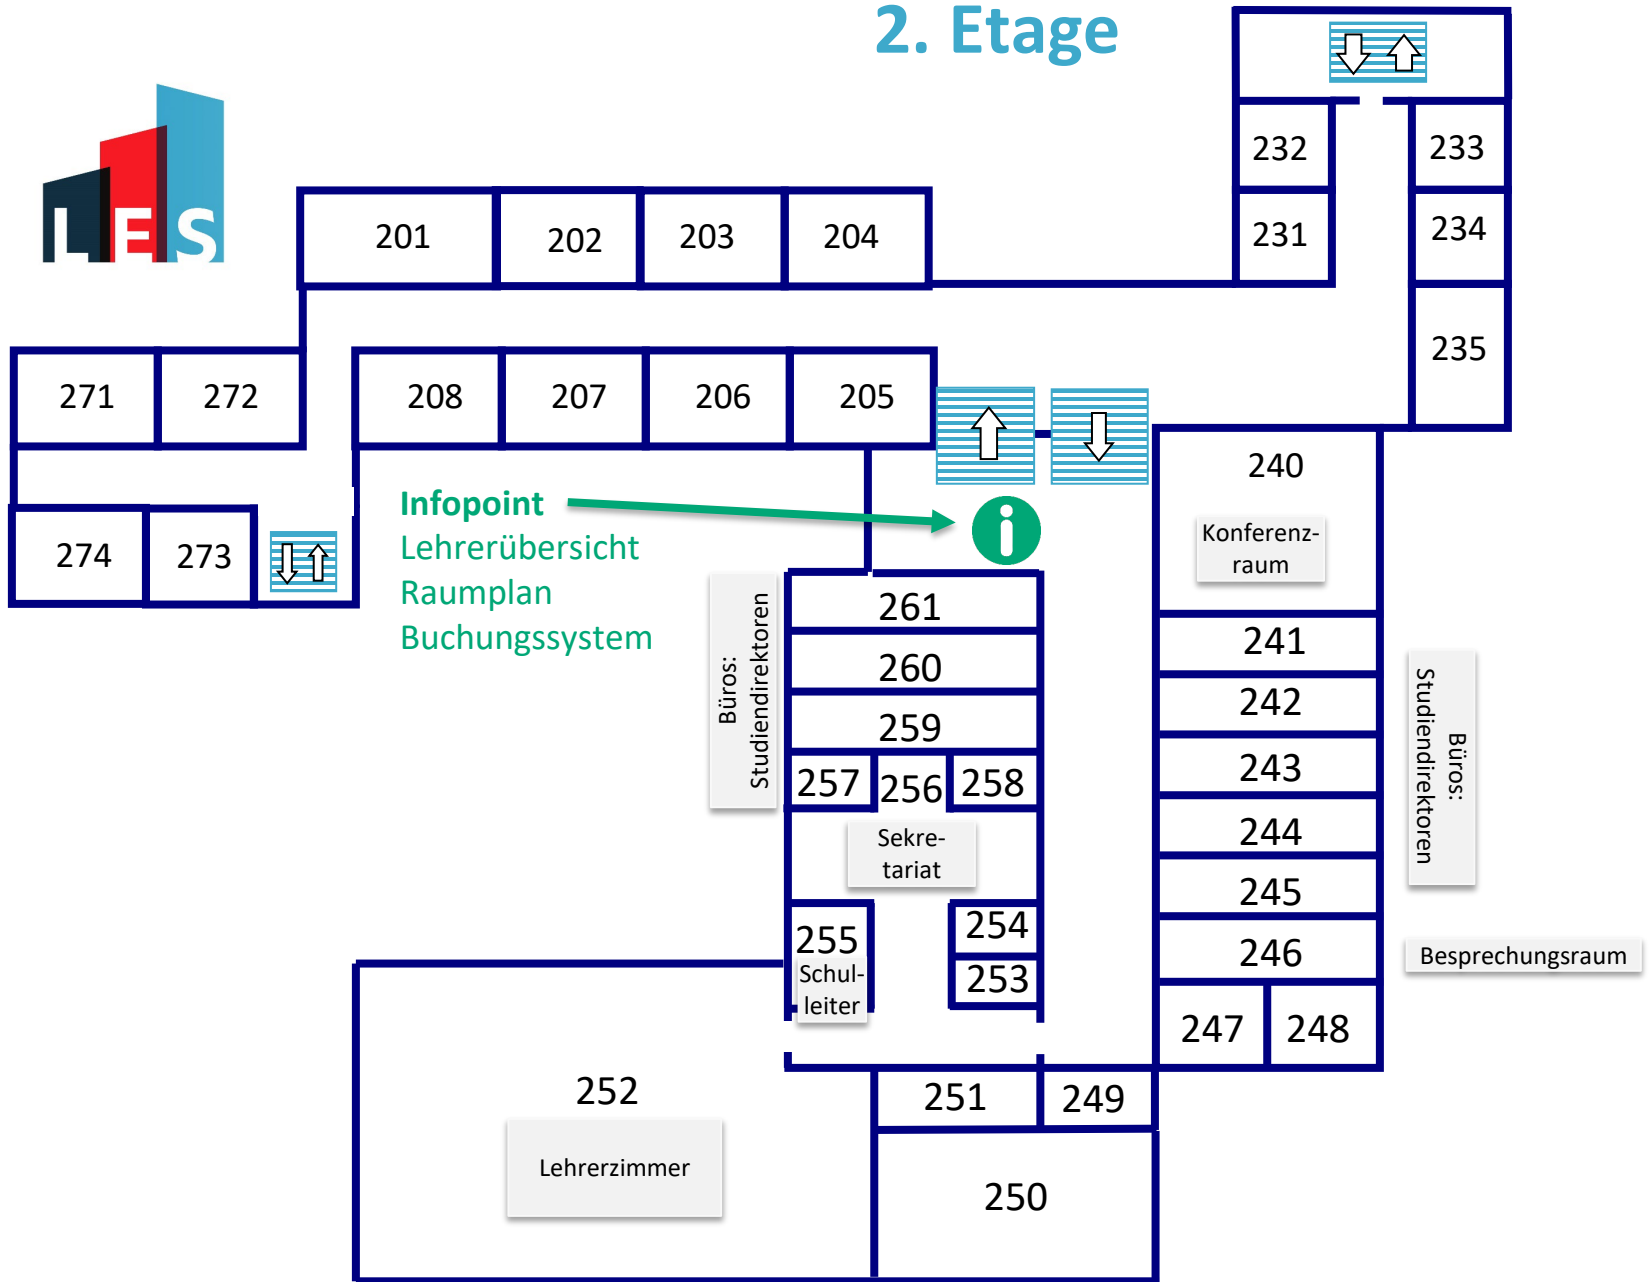 2. Etage
LES
232
233
231
234
235
201
202
203
204
271
272
208
207
206
205
274
273
Infopoint
Lehrerübersicht
Raumplan
Buchungssystem
i
240
Konferenz-
raum
241
242
243
244
245
246
247
248
Büros:
Studiendirektoren
Besprechungsraum
Büros:
Studiendirektoren
261
260
259
257
256
258
Sekre-
tariat
255
Schul-
leiter
254
253
252
Lehrerzimmer
251
249
250